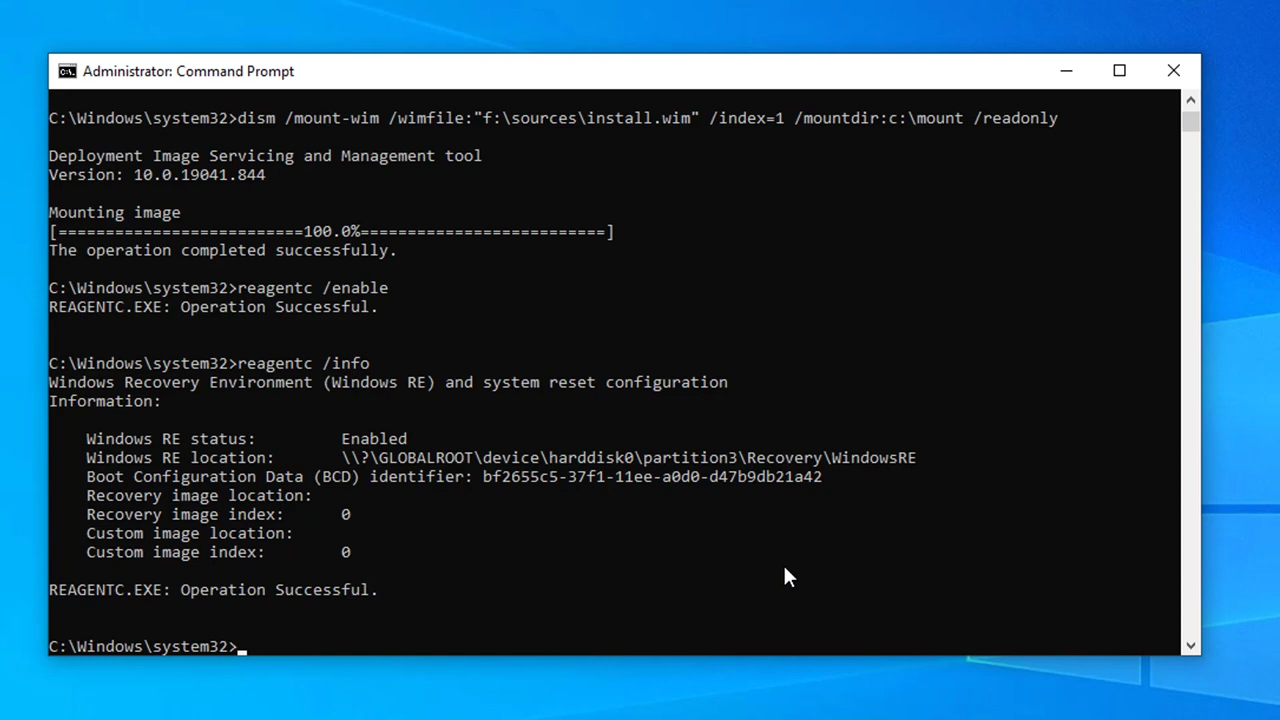 Administrator: Command Prompt
C:\Windows\system32>dism /mount-wim /wimfile:"f:\sources\install.wim" /index=1 /mountdir:c:\mount /readonly
Deployment Image Servicing and Management tool
Version: 10.0.19041.844
Mounting image
[==========================100.0%==========================]
The operation completed successfully.
C:\Windows\system32>reagentc /enable
REAGENTC.EXE: Operation Successful.
C:\Windows\system32>reagentc /info
Windows Recovery Environment (Windows RE) and system reset configuration
Information:
Windows RE status: Enabled
Windows RE location: \\?\GLOBALROOT\device\harddisk0\partition3\Recovery\WindowsRE
Boot Configuration Data (BCD) identifier: bf2655c5-37f1-11ee-a0d0-d47b9db21a42
Recovery image location:
Recovery image index: 0
Custom image location:
Custom image index: 0
REAGENTC.EXE: Operation Successful.
C:\Windows\system32>